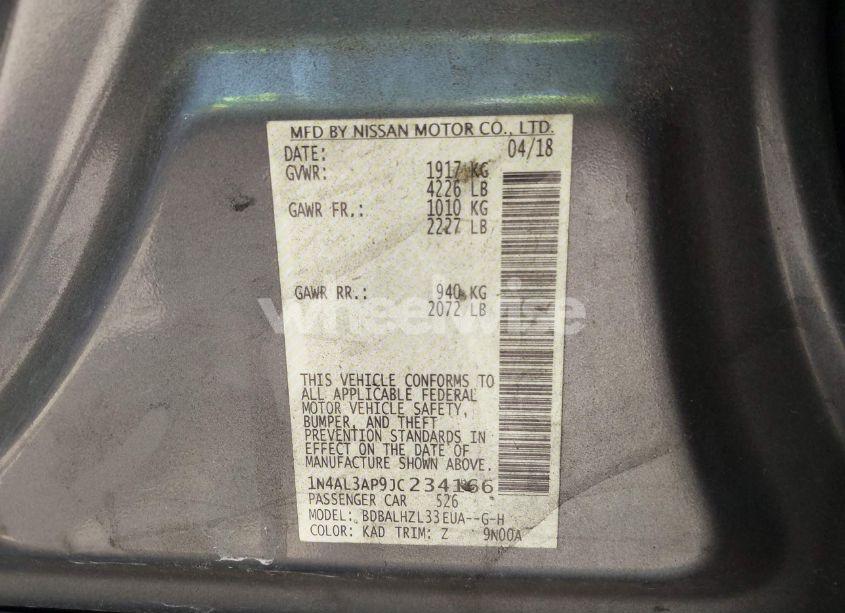 MFD BY NISSAN MOTOR CO., LTD.
DATE: 04/18
GVWR: 1917 KG
4226 LB
GAWR FR.: 1010 KG
2227 LB
GAWR RR.: 940 KG
2072 LB
wheelwise
THIS VEHICLE CONFORMS TO
ALL APPLICABLE FEDERAL
MOTOR VEHICLE SAFETY,
BUMPER, AND THEFT
PREVENTION STANDARDS IN
EFFECT ON THE DATE OF
MANUFACTURE SHOWN ABOVE.
1N4AL3AP9JC234166
PASSENGER CAR 526
MODEL: BDBALHZL33EUA--G-H
COLOR: KAD TRIM: Z 9N00A